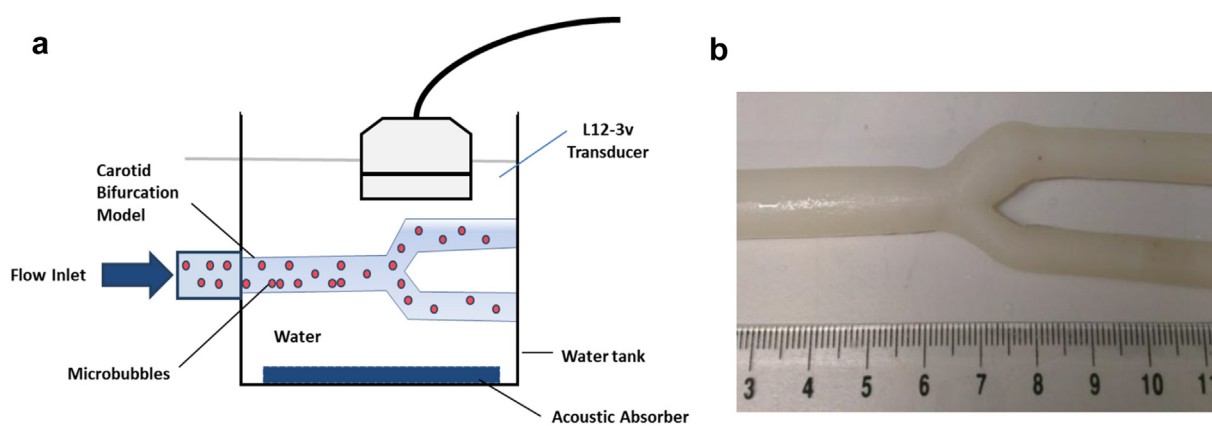 a
b
L12-3v
Transducer
Carotid
Bifurcation
Model
Flow Inlet
Water
Microbubbles
Water tank
Acoustic Absorber
3 4 5 6 7 8 9 10 11